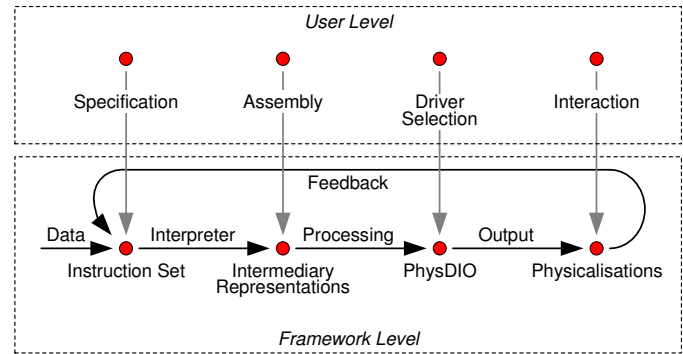 User Level
Specification
Assembly
Driver
Selection
Interaction
Feedback
Data
Interpreter
Processing
Output
Instruction Set
Intermediary
Representations
PhysDIO
Physicalisations
Framework Level